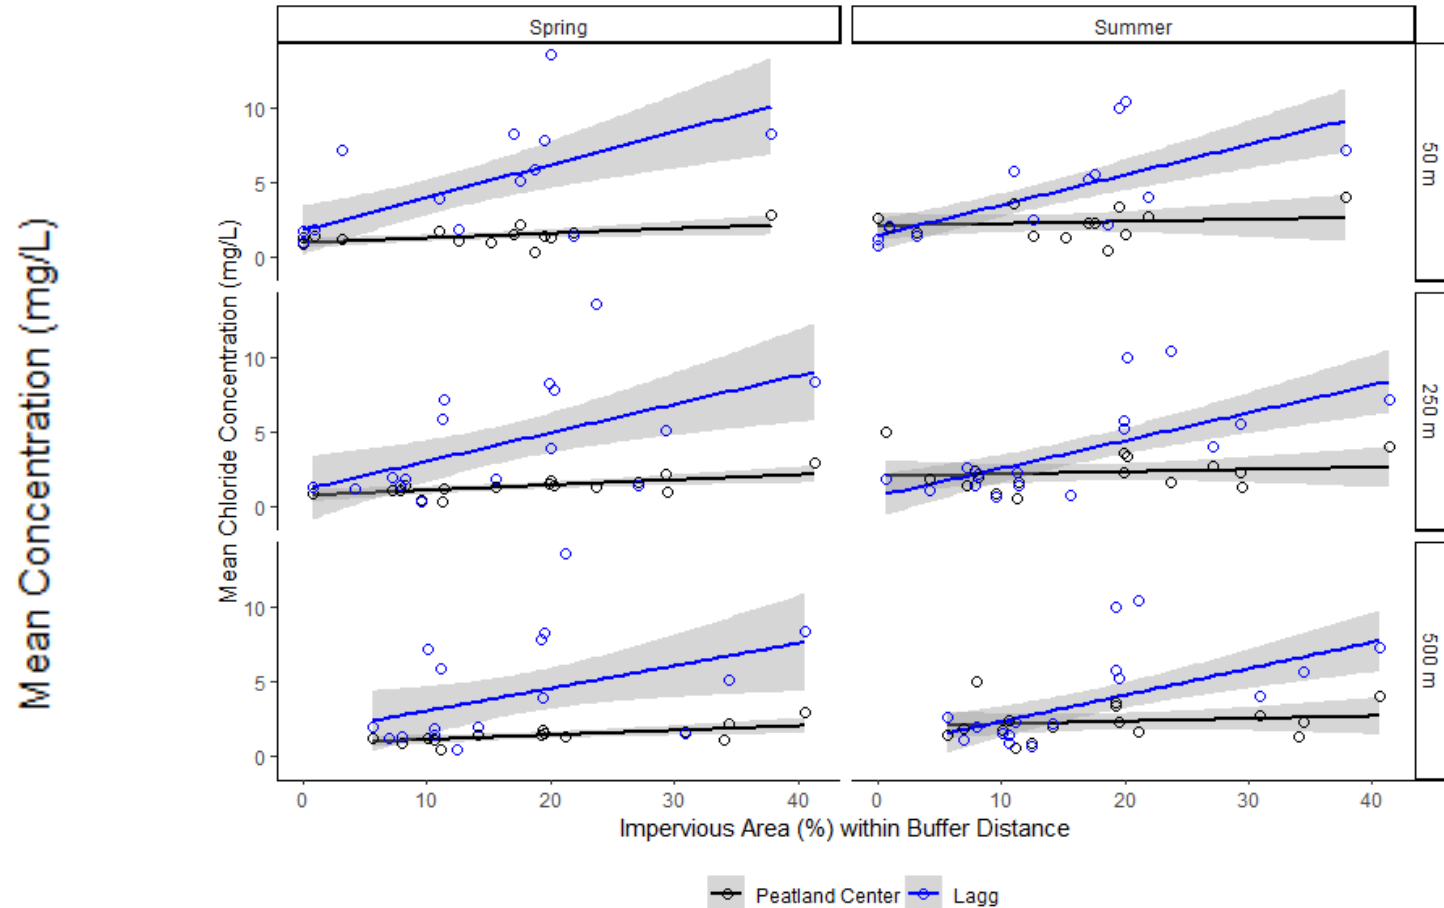 Spring
Summer
Mean Concentration (mg/L)
Mean Chloride Concentration (mg/L)
10
5
0
50 m
10
5
0
250 m
10
5
0
500 m
0 10 20 30 40 0 10 20 30 40
Impervious Area (%) within Buffer Distance
Peatland Center Lagg